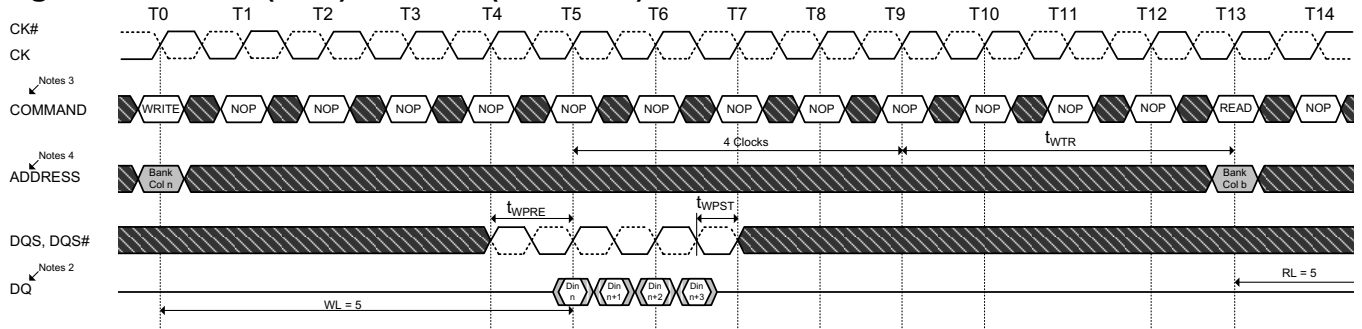 T0 T1 T2 T3 T4 T5 T6 T7 T8 T9 T10 T11 T12 T13 T14
CK#
CK
Notes 3
COMMAND WRITE NOP NOP NOP NOP NOP NOP NOP NOP NOP NOP NOP NOP READ NOP
4 Clocks tWTR
Notes 4
ADDRESS Bank Col n Bank Col b
tWPRE tWPST
DQS, DQS#
Notes 2
DQ Din n Din n+1 Din n+2 Din n+3
WL = 5 RL = 5